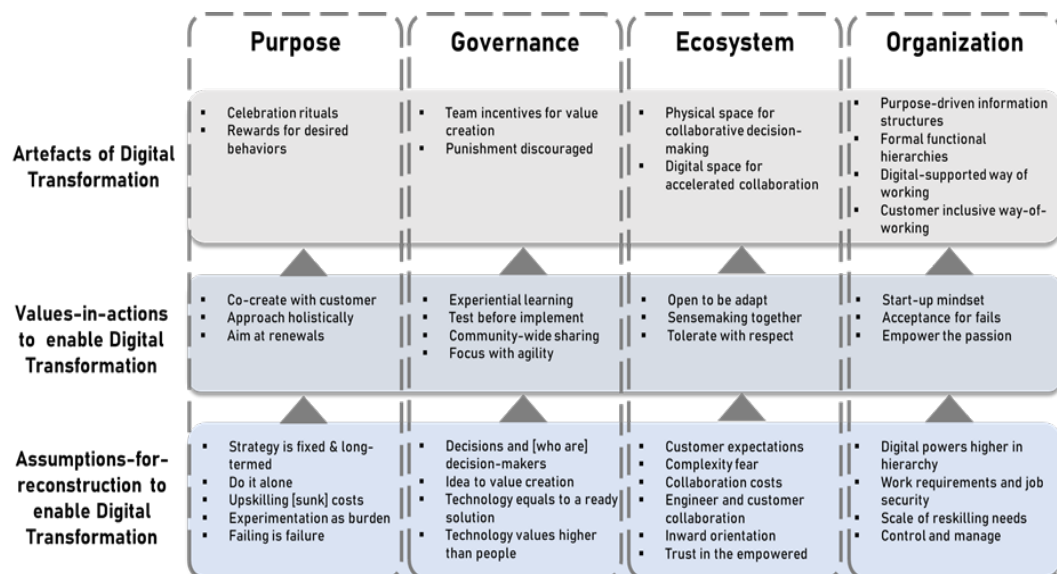 Purpose
Governance
Ecosystem
Organization
Artefacts of Digital
Transformation
▪ Celebration rituals
▪ Rewards for desired
behaviors
▪ Team incentives for value
creation
▪ Punishment discouraged
▪ Physical space for
collaborative decision-
making
▪ Digital space for
accelerated collaboration
▪ Purpose-driven information
structures
▪ Formal functional
hierarchies
▪ Digital-supported way of
working
▪ Customer inclusive way-of-
working
Values-in-actions
to enable Digital
Transformation
▪ Co-create with customer
▪ Approach holistically
▪ Aim at renewals
▪ Experiential learning
▪ Test before implement
▪ Community-wide sharing
▪ Focus with agility
▪ Open to be adapt
▪ Sensemaking together
▪ Tolerate with respect
▪ Start-up mindset
▪ Acceptance for fails
▪ Empower the passion
Assumptions-for-
reconstruction to
enable Digital
Transformation
▪ Strategy is fixed & long-
termed
▪ Do it alone
▪ Upskilling [sunk] costs
▪ Experimentation as burden
▪ Failing is failure
▪ Decisions and [who are]
decision-makers
▪ Idea to value creation
▪ Technology equals to a ready
solution
▪ Technology values higher
than people
▪ Customer expectations
▪ Complexity fear
▪ Collaboration costs
▪ Engineer and customer
collaboration
▪ Inward orientation
▪ Trust in the empowered
▪ Digital powers higher in
hierarchy
▪ Work requirements and job
security
▪ Scale of reskilling needs
▪ Control and manage